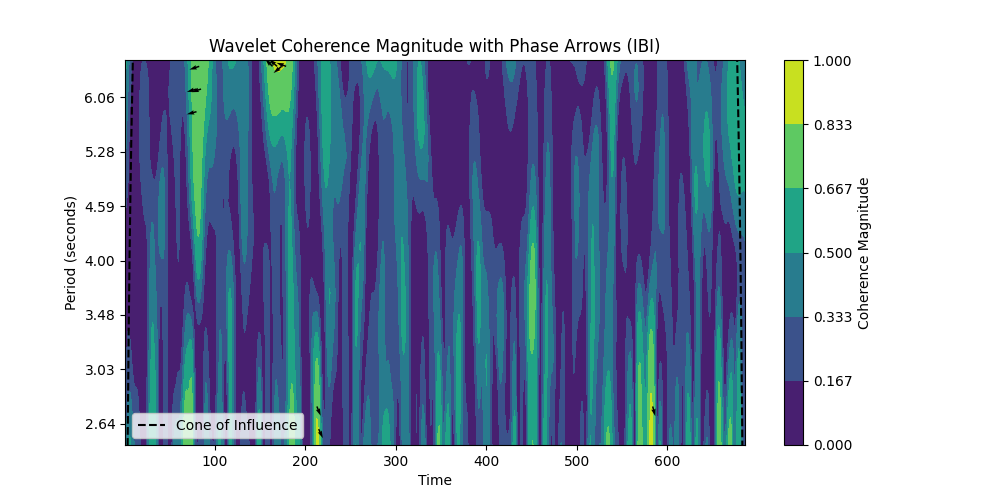 Wavelet Coherence Magnitude with Phase Arrows (IBI)
Period (seconds)
6.06
5.28
4.59
4.00
3.48
3.03
2.64
Cone of Influence
100 200 300 400 500 600
Time
1.000
0.833
0.667
0.500
0.333
0.167
0.000
Coherence Magnitude